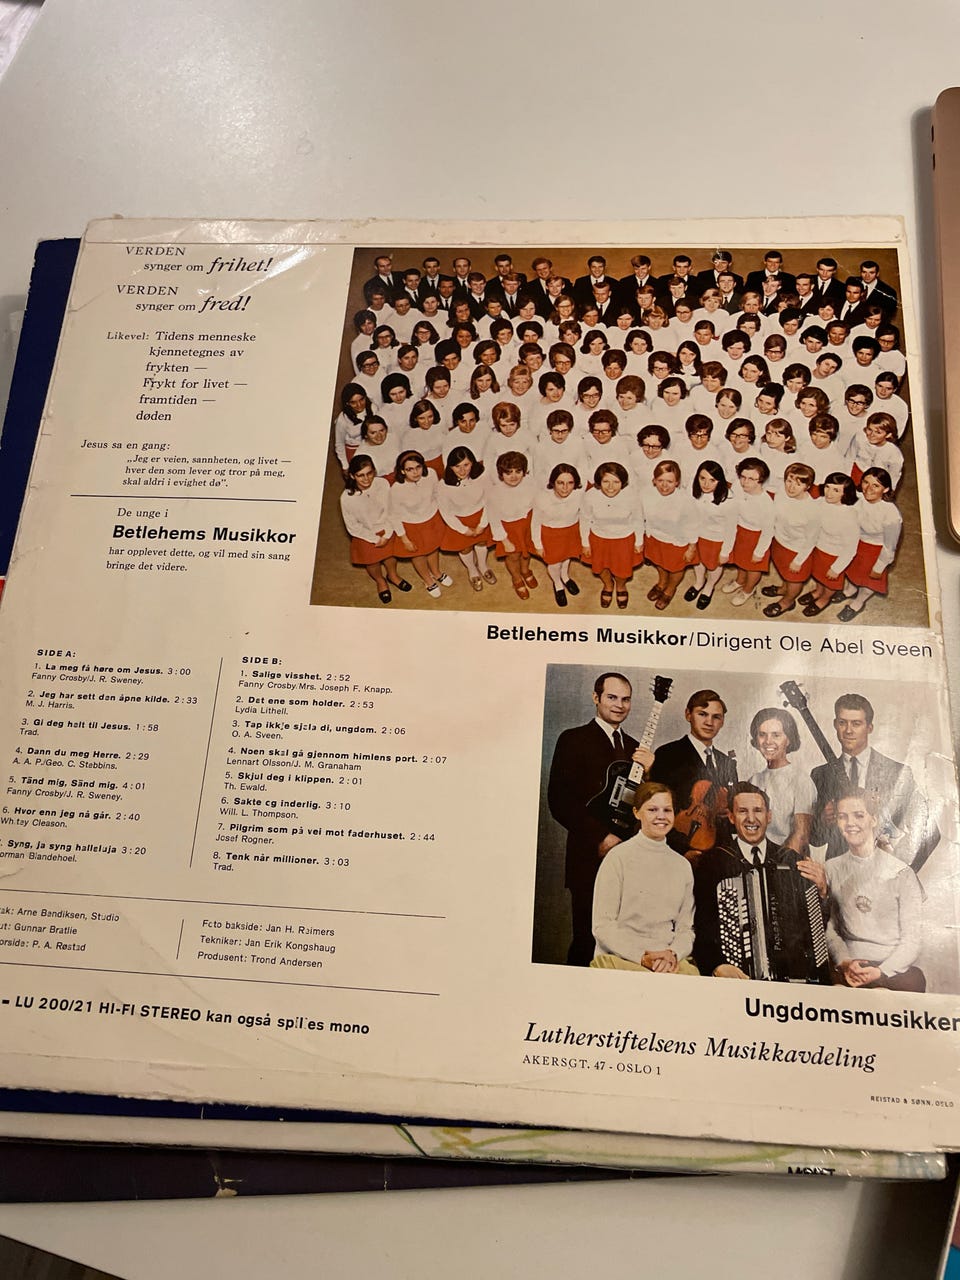 VERDEN
synger om frihet!
VERDEN
synger om fred!
Likevel: Tidens menneske
kjennetegnes av
frykten —
Frykt for livet —
framtiden —
døden
Jesus sa en gang:
„Jeg er veien, sannheten, og livet —
hver den som lever og tror på meg,
skal aldri i evighet dø”.
De unge i
Betlehems Musikkor
har opplevet dette, og vil med sin sang
bringe det videre.
Betlehems Musikkor/Dirigent Ole Abel Sveen
SIDE A:
1. La meg få høre om Jesus. 3:00
Fanny Crosby/J. R. Sweney.
2. Jeg har sett den åpne kilde. 2:33
M. J. Harris.
3. Gi deg helt til Jesus. 1:58
Trad.
4. Dann du meg Herre. 2:29
A. A. P./Geo. C. Stebbins.
5. Tänd mig, Sänd mig. 4:01
Fanny Crosby/J. R. Sweney.
6. Hvor enn jeg nå går. 2:40
Whitey Gleason.
Syng, ja syng halleluja 3:20
orman Blandehoel.
SIDE B:
1. Salige visshet. 2:52
Fanny Crosby/Mrs. Joseph F. Knapp.
2. Det ene som holder. 2:53
Lydia Lithell.
3. Tap ikkje sjela di, ungdom. 2:06
O. A. Sveen.
4. Noen skal gå gjennom himlens port. 2:07
Lennart Olsson/J. M. Granaham
5. Skjul deg i klippen. 2:01
Th. Ewald.
6. Sakte og inderlig. 3:10
Will. L. Thompson.
7. Pilgrim som på vei mot faderhuset. 2:44
Josef Rogner.
8. Tenk når millioner. 3:03
Trad.
ak: Arne Bendiksen, Studio
ut: Gunnar Bratlie
orside: P. A. Røstad
Foto bakside: Jan H. Reimers
Tekniker: Jan Erik Kongshaug
Produsent: Trond Andersen
- LU 200/21 HI-FI STEREO kan også spilles mono
Ungdomsmusikker
Lutherstiftelsens Musikkavdeling
AKERSGT. 47 - OSLO 1
REISTAD & SØNN, OSLO